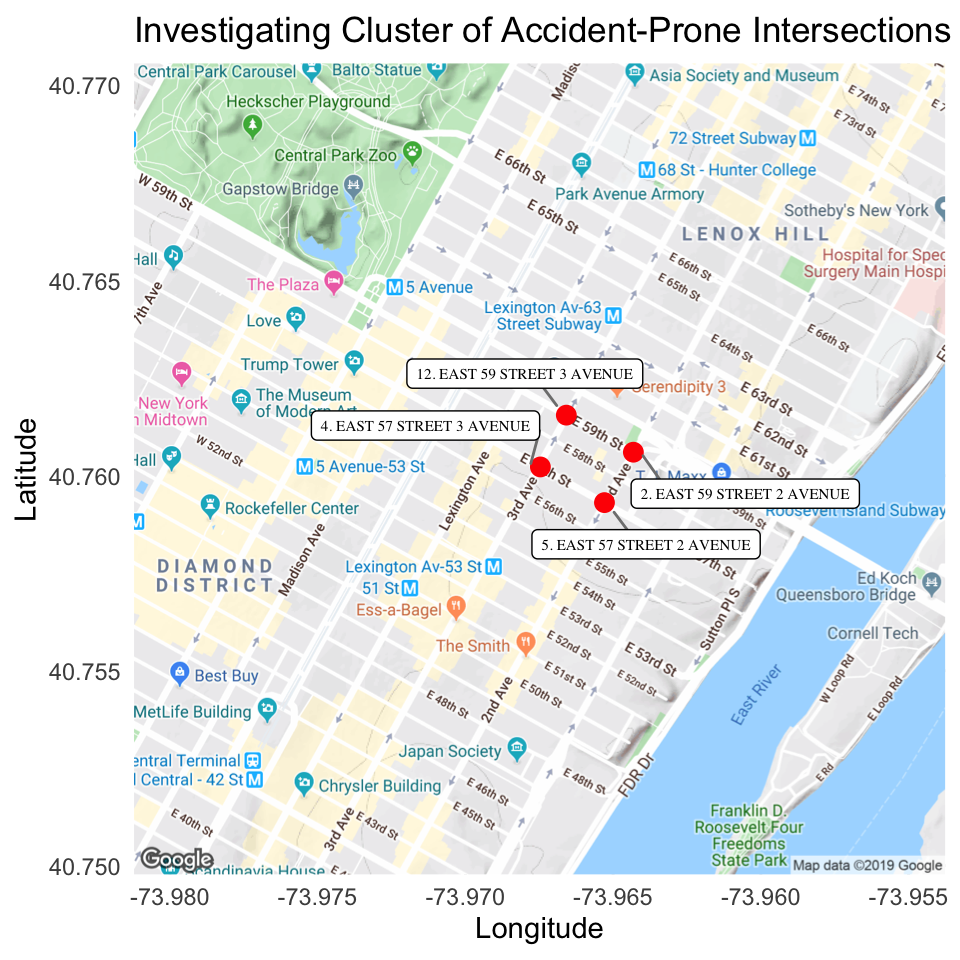 Investigating Cluster of Accident-Prone Intersections
Latitude
40.770
40.765
40.760
40.755
40.750
Central Park Carousel
Balto Statue
Heckscher Playground
Central Park Zoo
Gapstow Bridge
W 59th St
Asia Society and Museum
E 74th St
E 73rd St
72 Street Subway
68 St - Hunter College
E 66th St
Park Avenue Armory
E 65th St
Sotheby's New York
LENOX HILL
Hospital for Spec
Surgery Main Hospi
E 66th St
E 65th St
The Plaza
5 Avenue
7th Ave
Love
Lexington Av-63
Street Subway
E 64th St
Trump Tower
12. EAST 59 STREET 3 AVENUE
Serendipity 3
E 63rd St
New York
n Midtown
The Museum
of Modern Art
4. EAST 57 STREET 3 AVENUE
E 59th St
E 62nd St
W 52nd St
E 58th St
E 61st St
5 Avenue-53 St
T.J. Maxx
2. EAST 59 STREET 2 AVENUE
Rockefeller Center
Lexington Ave
3rd Ave
E 56th St
Roosevelt Island Subway
5. EAST 57 STREET 2 AVENUE
DIAMOND
DISTRICT
Madison Ave
Lexington Av-53 St
51 St
E 55th St
Ed Koch
Queensboro Bridge
Ess-a-Bagel
E 54th St
Sutton Pl S
E 53rd St
Cornell Tech
The Smith
E 52nd St
E 53rd St
Best Buy
E 51st St
E 52nd St
W Loop Rd
East River
E Loop Rd
2nd Ave
E 50th St
E 48th St
MetLife Building
Japan Society
entral Terminal
l Central - 42 St
Chrysler Building
E 48th St
FDR Dr
E Rd
E 46th St
E 45th St
E 40th St
3rd Ave
E 43rd St
Franklin D.
Roosevelt Four
Freedoms
State Park
Google
Scandinavia House
Map data ©2019 Google
-73.980
-73.975
-73.970
-73.965
-73.960
-73.955
Longitude